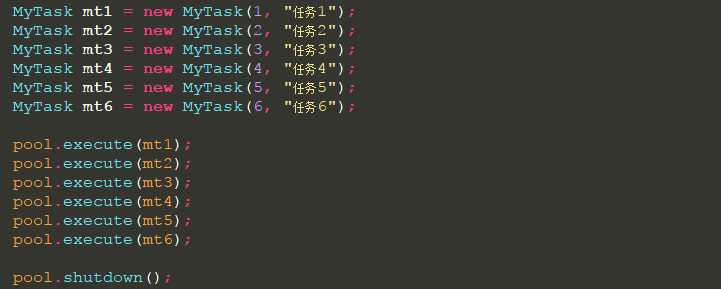 MyTask mt1 = new MyTask(1, "任务1");
MyTask mt2 = new MyTask(2, "任务2");
MyTask mt3 = new MyTask(3, "任务3");
MyTask mt4 = new MyTask(4, "任务4");
MyTask mt5 = new MyTask(5, "任务5");
MyTask mt6 = new MyTask(6, "任务6");
pool.execute(mt1);
pool.execute(mt2);
pool.execute(mt3);
pool.execute(mt4);
pool.execute(mt5);
pool.execute(mt6);
pool.shutdown();